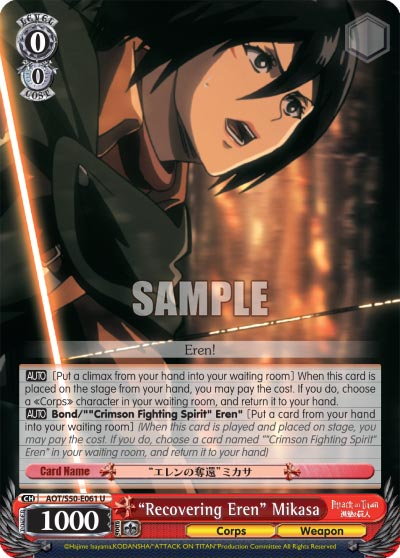 LEVEL
0
0
COST
SAMPLE
Eren!
AUTO [Put a climax from your hand into your waiting room] When this card is
placed on the stage from your hand, you may pay the cost. If you do, choose
a «Corps» character in your waiting room, and return it to your hand.
AUTO Bond/""Crimson Fighting Spirit" Eren" [Put a card from your hand
into your waiting room] (When this card is played and placed on stage, you
may pay the cost. If you do, choose a card named ""Crimson Fighting Spirit"
Eren" in your waiting room, and return it to your hand)
Card Name
"エレンの奪還"ミカサ
CH
AOT/S50-E061 U
POWER
1000
"Recovering Eren" Mikasa
Attack on Titan
進撃の巨人
Corps
Weapon
©Hajime Isayama,KODANSHA/"ATTACK ON TITAN"Production Committee All Rights Reserved